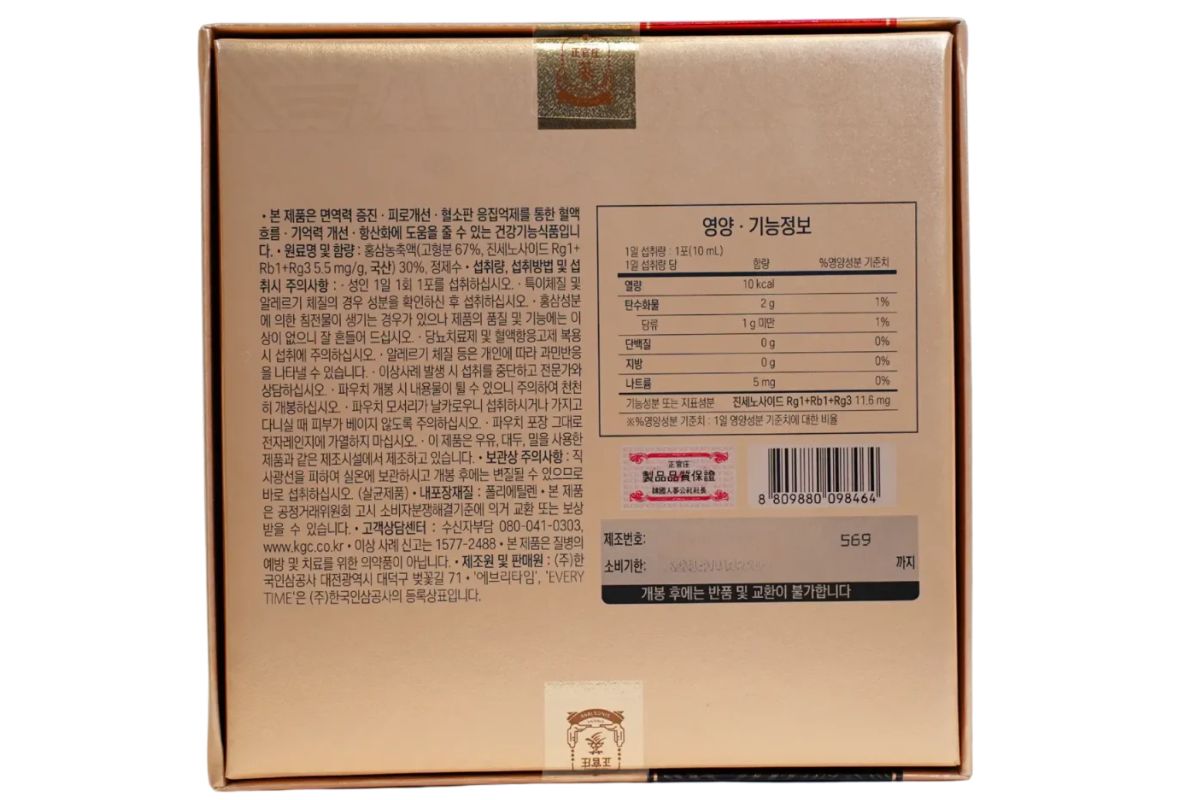 正官庄
蔘
• 본 제품은 면역력 증진 · 피로개선 · 혈소판 응집억제를 통한 혈액
흐름 · 기억력 개선 · 항산화에 도움을 줄 수 있는 건강기능식품입니
다. • 원료명 및 함량 : 홍삼농축액(고형분 67%, 진세노사이드 Rg1+
Rb1+Rg3 5.5 mg/g, 국산) 30%, 정제수 • 섭취량, 섭취방법 및 섭
취시 주의사항 : · 성인 1일 1회 1포를 섭취하십시오. · 특이체질 및
알레르기 체질의 경우 성분을 확인하신 후 섭취하십시오. · 홍삼성분
에 의한 침전물이 생기는 경우가 있으나 제품의 품질 및 기능에는 이
상이 없으니 잘 흔들어 드십시오. · 당뇨치료제 및 혈액항응고제 복용
시 섭취에 주의하십시오. · 알레르기 체질 등은 개인에 따라 과민반응
을 나타낼 수 있습니다. · 이상사례 발생 시 섭취를 중단하고 전문가와
상담하십시오. · 파우치 개봉 시 내용물이 튈 수 있으니 주의하여 천천
히 개봉하십시오. · 파우치 모서리가 날카로우니 섭취하시거나 가지고
다니실 때 피부가 베이지 않도록 주의하십시오. · 파우치 포장 그대로
전자레인지에 가열하지 마십시오. · 이 제품은 우유, 대두, 밀을 사용한
제품과 같은 제조시설에서 제조하고 있습니다. • 보관상 주의사항 : 직
사광선을 피하여 실온에 보관하시고 개봉 후에는 변질될 수 있으므로
바로 섭취하십시오. (살균제품) • 내포장재질 : 폴리에틸렌 • 본 제품
은 공정거래위원회 고시 소비자분쟁해결기준에 의거 교환 또는 보상
받을 수 있습니다. • 고객상담센터 : 수신자부담 080-041-0303,
www.kgc.co.kr • 이상 사례 신고는 1577-2488 • 본 제품은 질병의
예방 및 치료를 위한 의약품이 아닙니다. • 제조원 및 판매원 : (주)한
국인삼공사 대전광역시 대덕구 벚꽃길 71 • '에브리타임', 'EVERY
TIME'은 (주)한국인삼공사의 등록상표입니다.
영양 · 기능정보
1일 섭취량 : 1포(10 mL)
1일 섭취량 당 함량 %영양성분 기준치
열량 10 kcal
탄수화물 2 g 1%
당류 1 g 미만 1%
단백질 0 g 0%
지방 0 g 0%
나트륨 5 mg 0%
기능성분 또는 지표성분 진세노사이드 Rg1+Rb1+Rg3 11.6 mg
※%영양성분 기준치 : 1일 영양성분 기준치에 대한 비율
正官庄
製品品質保證
韓國人蔘公社社長
8 809880 098464
제조번호: 569
소비기한: 까지
개봉 후에는 반품 및 교환이 불가합니다
蔘
正官庄